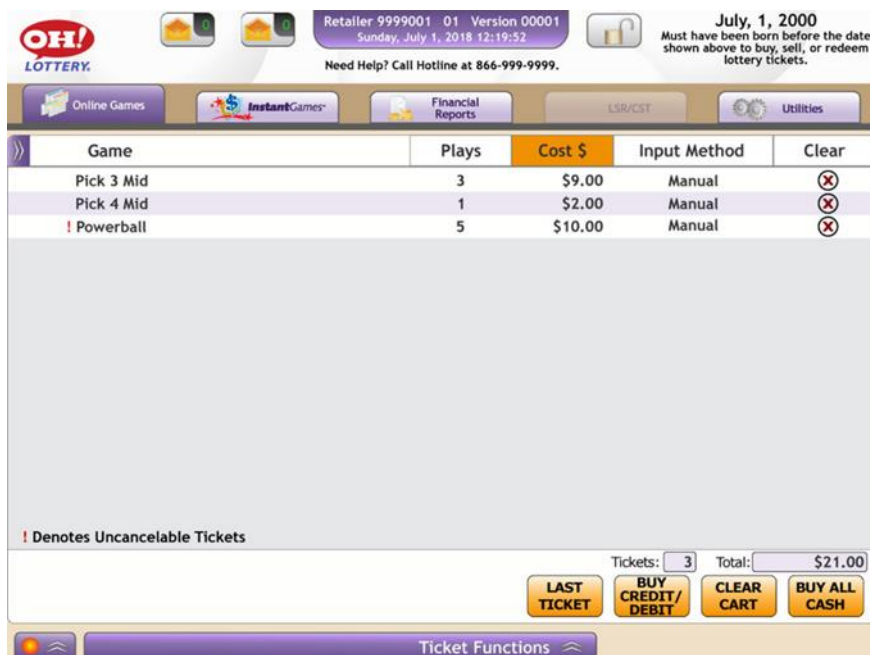 OH!
LOTTERY.
0
0
Retailer 9999001 01 Version 00001
Sunday, July 1, 2018 12:19:52
Need Help? Call Hotline at 866-999-9999.
July, 1, 2000
Must have been born before the date
shown above to buy, sell, or redeem
lottery tickets.
Online Games
$ InstantGames
Financial
Reports
LSR/CST
Utilities
Game Plays Cost $ Input Method Clear
Pick 3 Mid 3 $9.00 Manual X
Pick 4 Mid 1 $2.00 Manual X
! Powerball 5 $10.00 Manual X
! Denotes Uncancelable Tickets
Tickets: 3 Total: $21.00
LAST
TICKET
BUY
CREDIT/
DEBIT
CLEAR
CART
BUY ALL
CASH
Ticket Functions